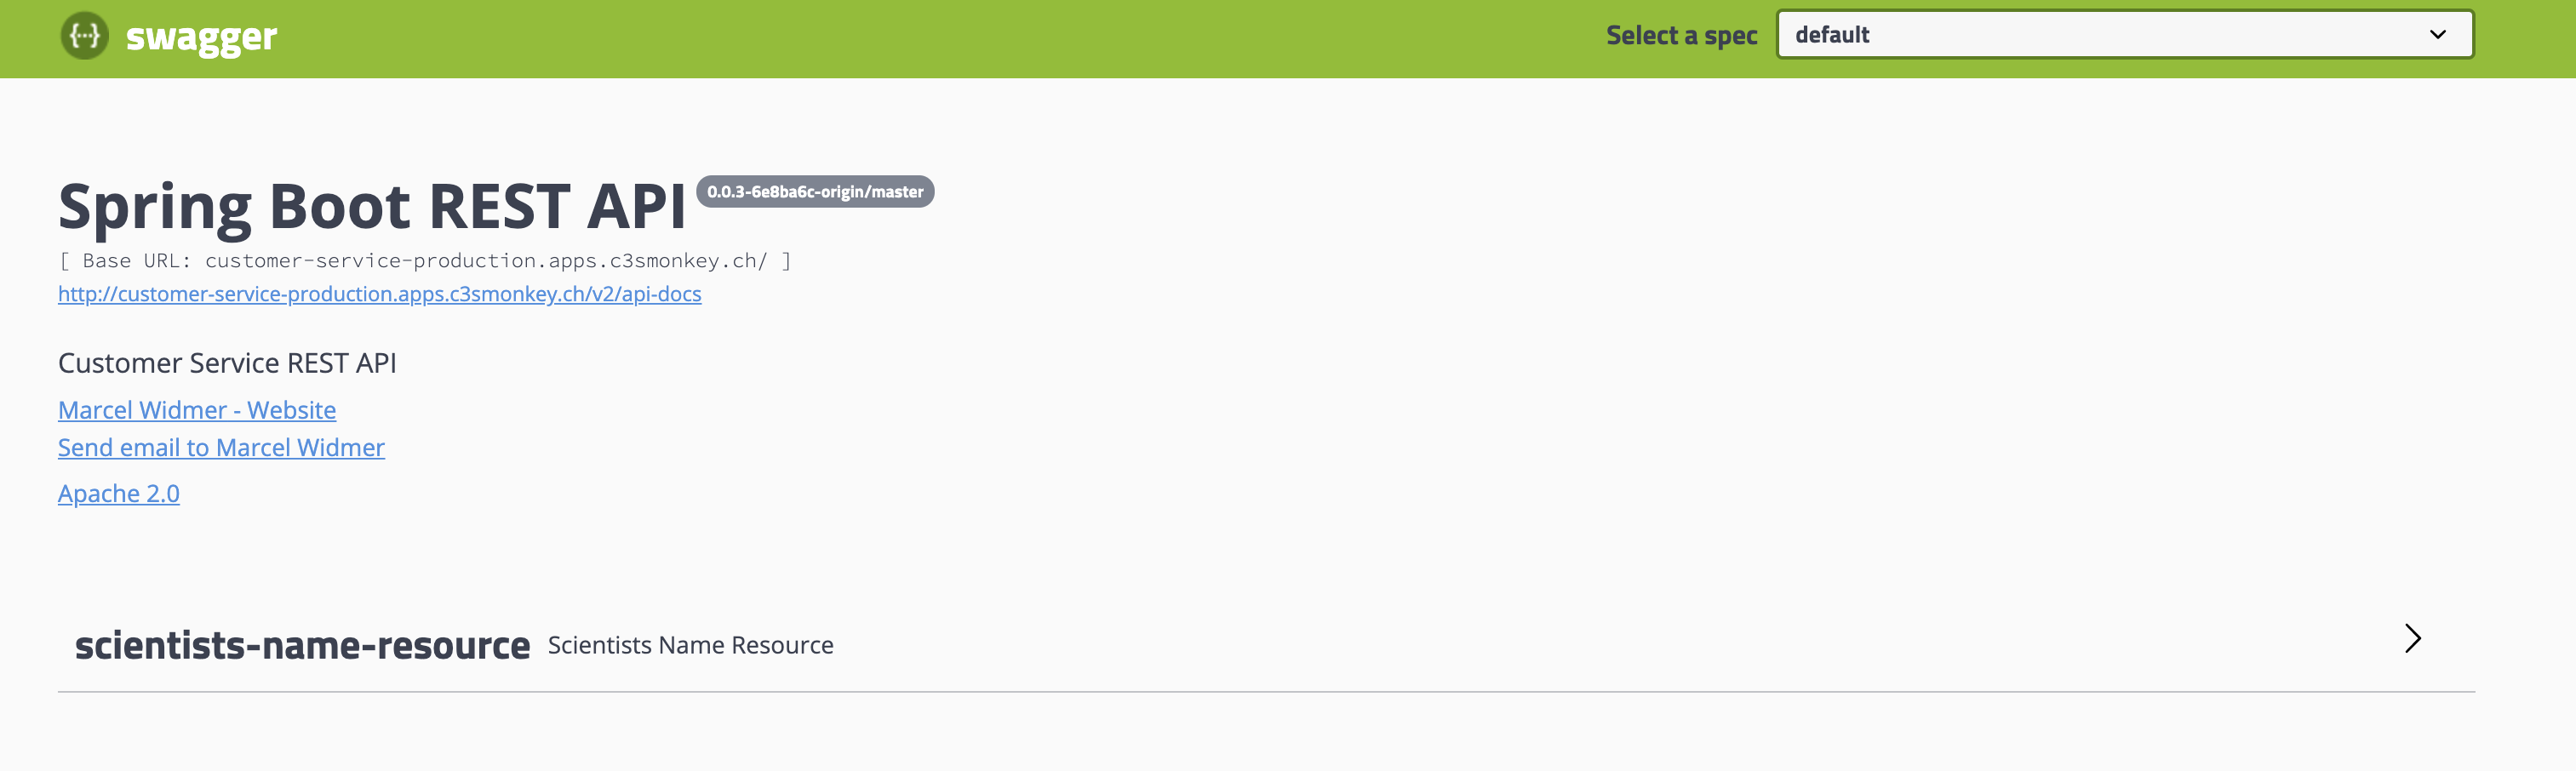 {...} swagger Select a spec default
Spring Boot REST API 0.0.3-6e8ba6c-origin/master
[ Base URL: customer-service-production.apps.c3smonkey.ch/ ]
http://customer-service-production.apps.c3smonkey.ch/v2/api-docs
Customer Service REST API
Marcel Widmer - Website
Send email to Marcel Widmer
Apache 2.0
scientists-name-resource Scientists Name Resource